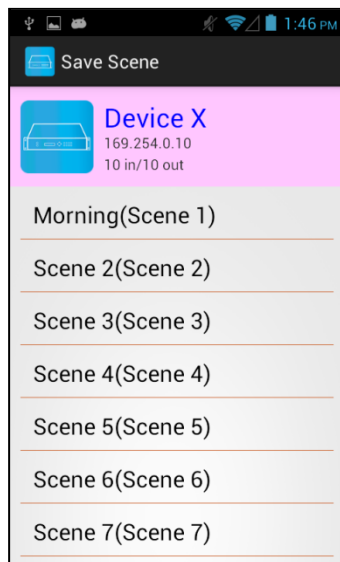 1:46 PM
Save Scene
Device X
169.254.0.10
10 in/10 out
Morning(Scene 1)
Scene 2(Scene 2)
Scene 3(Scene 3)
Scene 4(Scene 4)
Scene 5(Scene 5)
Scene 6(Scene 6)
Scene 7(Scene 7)